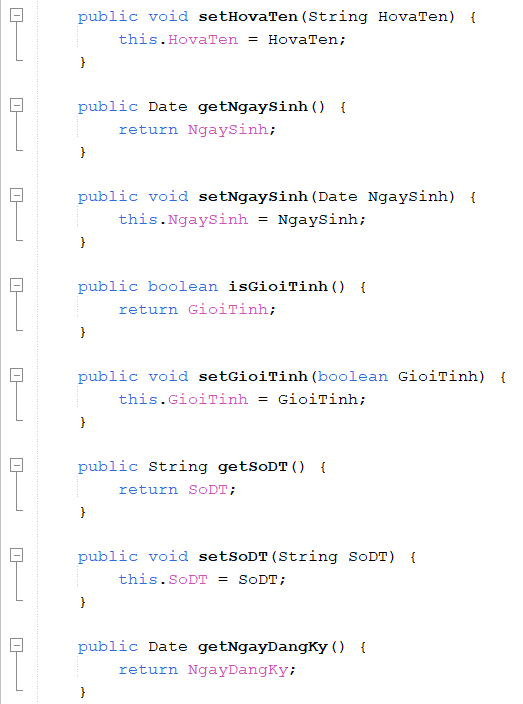 public void setHovaTen(String HovaTen) {
this.HovaTen = HovaTen;
}
public Date getNgaySinh() {
return NgaySinh;
}
public void setNgaySinh(Date NgaySinh) {
this.NgaySinh = NgaySinh;
}
public boolean isGioiTinh() {
return GioiTinh;
}
public void setGioiTinh(boolean GioiTinh) {
this.GioiTinh = GioiTinh;
}
public String getSoDT() {
return SoDT;
}
public void setSoDT(String SoDT) {
this.SoDT = SoDT;
}
public Date getNgayDangKy() {
return NgayDangKy;
}